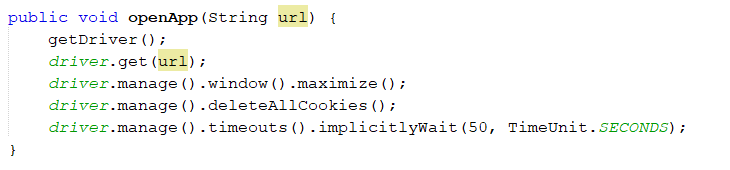 public void openApp(String url) {
    getDriver();
    driver.get(url);
    driver.manage().window().maximize();
    driver.manage().deleteAllCookies();
    driver.manage().timeouts().implicitlyWait(50, TimeUnit.SECONDS);
}